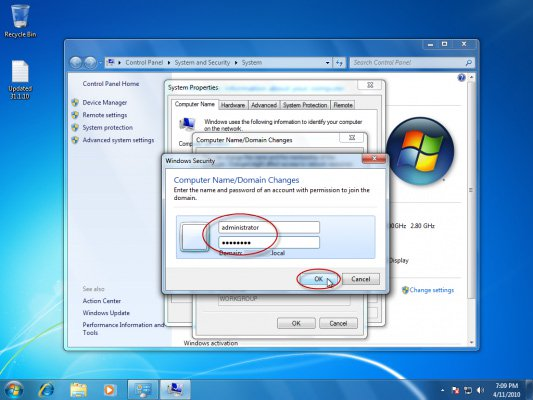 Recycle Bin
Updated
31.1.10
Control Panel
System and Security
System
Search Control Panel
Control Panel Home
Device Manager
Remote settings
System protection
Advanced system settings
System Properties
Computer Name
Hardware
Advanced
System Protection
Remote
Windows uses the following information to identify your computer
on the network.
Computer Name/Domain Changes
Windows Security
Computer Name/Domain Changes
Enter the name and password of an account with permission to join the
domain.
administrator
Domain:
.local
OK
Cancel
WORKGROUP
OK
Cancel
00GHz 2.80 GHz
Display
Change settings
See also
Action Center
Windows Update
Performance Information and
Tools
Windows activation
7:09 PM
4/11/2010